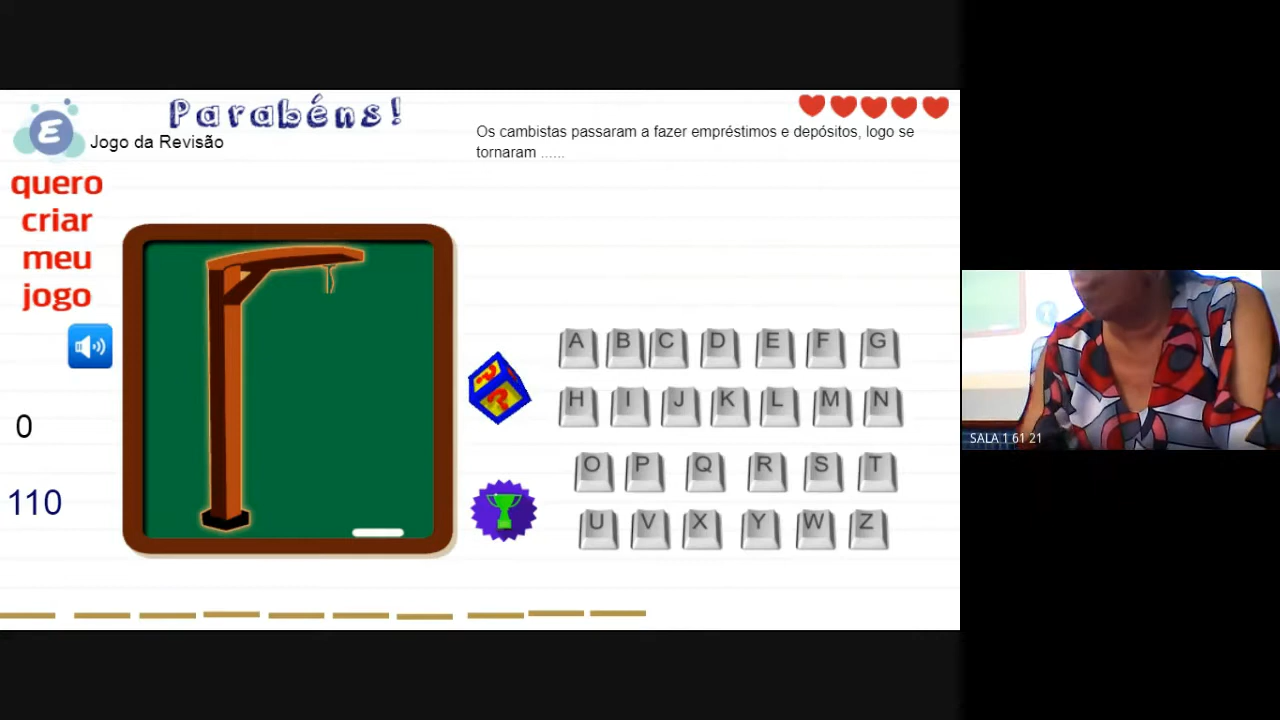 Parabéns!
E
Jogo da Revisão
Os cambistas passaram a fazer empréstimos e depósitos, logo se
tornaram ......
quero
criar
meu
jogo
0
110
? ?
A B C D E F G
H I J K L M N
O P Q R S T
U V X Y W Z
SALA 1 61 21